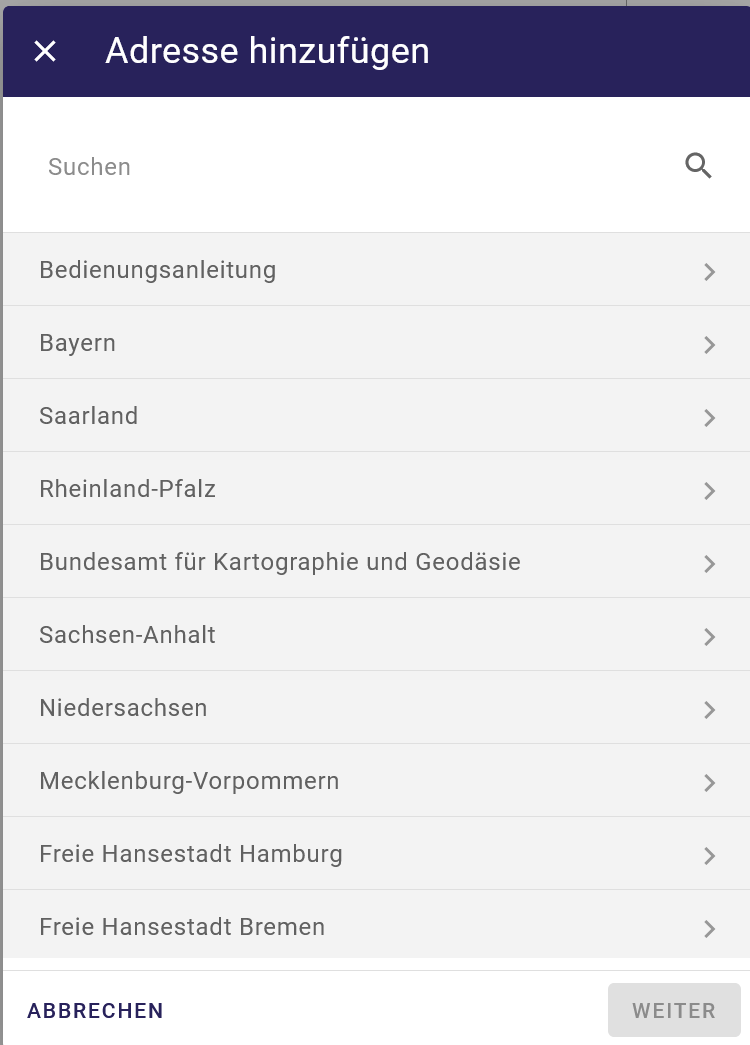 Adresse hinzufügen
Suchen
Bedienungsanleitung
Bayern
Saarland
Rheinland-Pfalz
Bundesamt für Kartographie und Geodäsie
Sachsen-Anhalt
Niedersachsen
Mecklenburg-Vorpommern
Freie Hansestadt Hamburg
Freie Hansestadt Bremen
ABBRECHEN WEITER